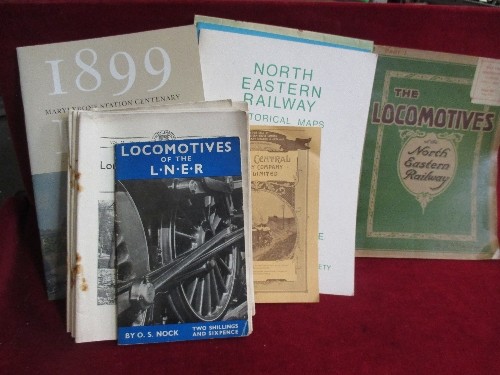 1899
MARYLEBONE STATION CENTENARY
LOCOMOTIVES
OF THE
L·N·E·R
BY O. S. NOCK
TWO SHILLINGS
AND SIXPENCE
NORTH
EASTERN
RAILWAY
HISTORICAL MAPS
CENTRAL
COMPANY
LIMITED
THE
LOCOMOTIVES
North
Eastern
Railway